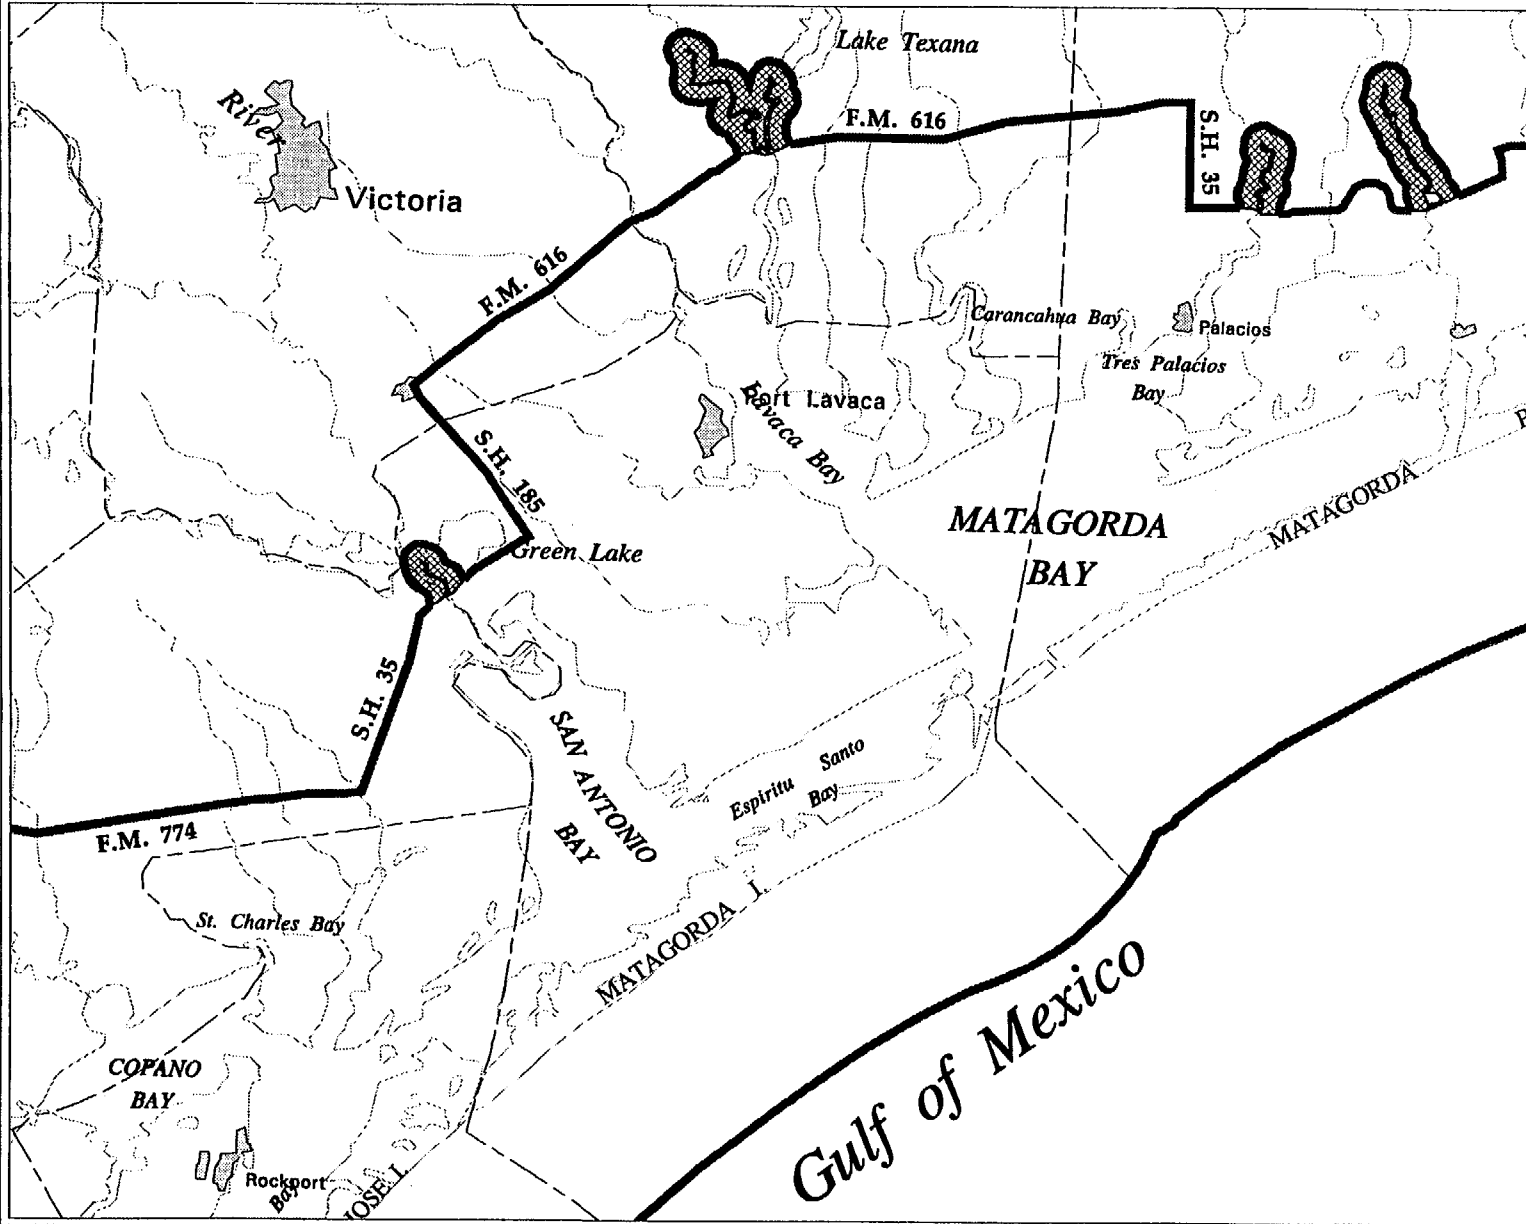 Lake Texana
River
F.M. 616
S.H. 35
Victoria
F.M. 616
Carancahua Bay
Palacios
Tres Palacios
Bay
Port Lavaca
Lavaca Bay
S.H. 185
MATAGORDA
BAY
MATAGORDA
Green Lake
S.H. 35
SAN ANTONIO
BAY
Espiritu Santo
Bay
F.M. 774
MATAGORDA I.
St. Charles Bay
Gulf of Mexico
COPANO
BAY
Rockport
Bay
JOSE I.